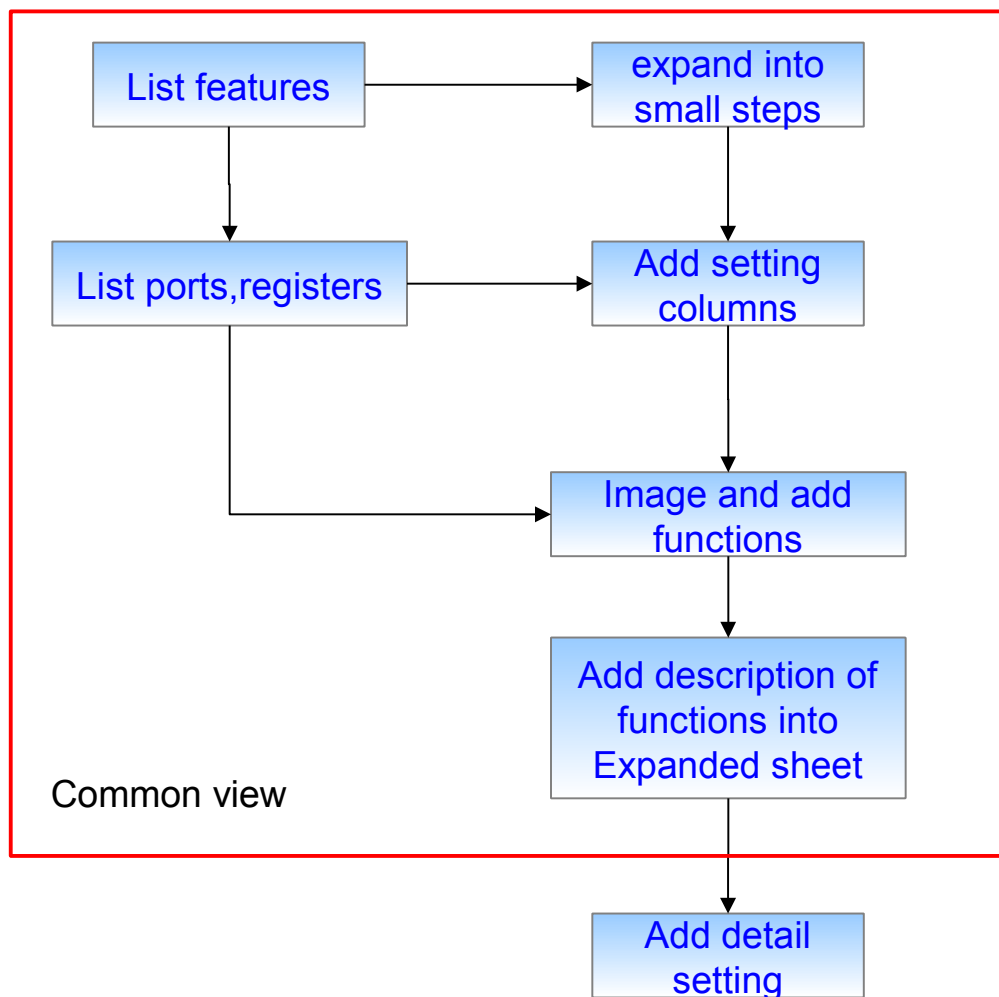 List features
expand into
small steps
List ports,registers
Add setting
columns
Image and add
functions
Add description of
functions into
Expanded sheet
Common view
Add detail
setting